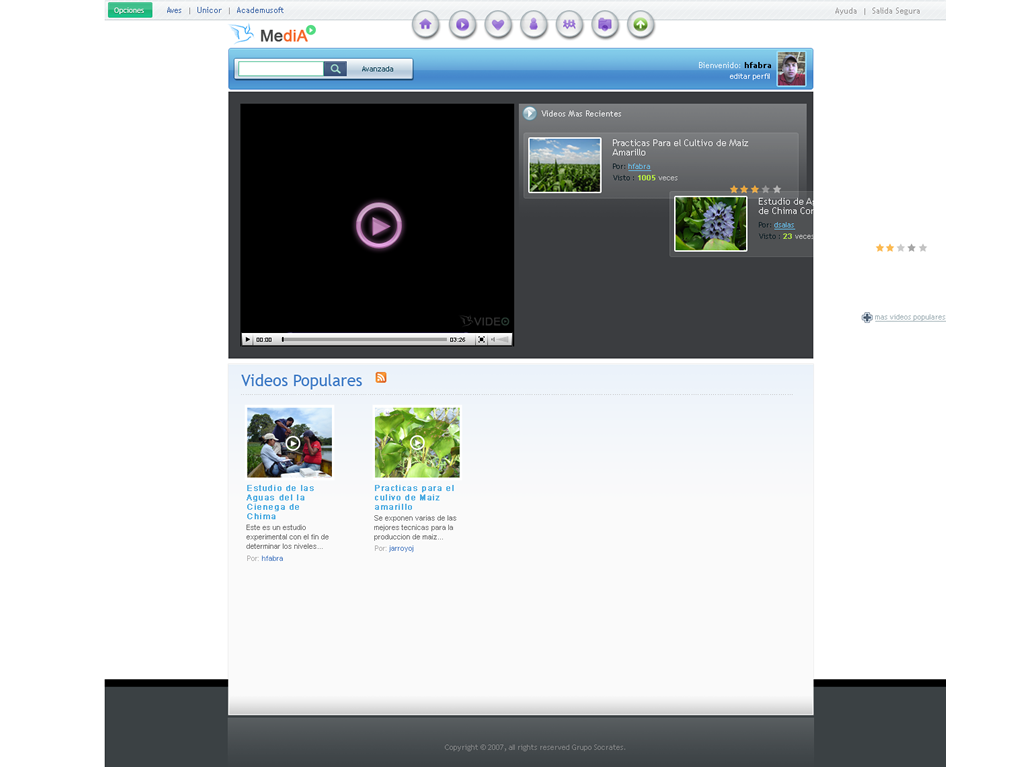 Opciones Aves | Unicor | Academusoft Ayuda | Salida Segura
MediA
Avanzada
Bienvenido: hfabra
editar perfil
Videos Mas Recientes
Practicas Para el Cultivo de Maiz
Amarillo
Por: hfabra
Visto : 1005 veces
Estudio de A
de Chima Cor
Por: dsalas
Visto : 23 veces
VIDEO
00:00 03:26
mas videos populares
Videos Populares
Estudio de las
Aguas del la
Cienega de
Chima
Este es un estudio
experimental con el fin de
determinar los niveles...
Por: hfabra
Practicas para el
culivo de Maiz
amarillo
Se exponen varias de las
mejores tecnicas para la
produccion de maiz...
Por: jarroyoj
Copyright © 2007, all rights reserved Grupo Socrates.